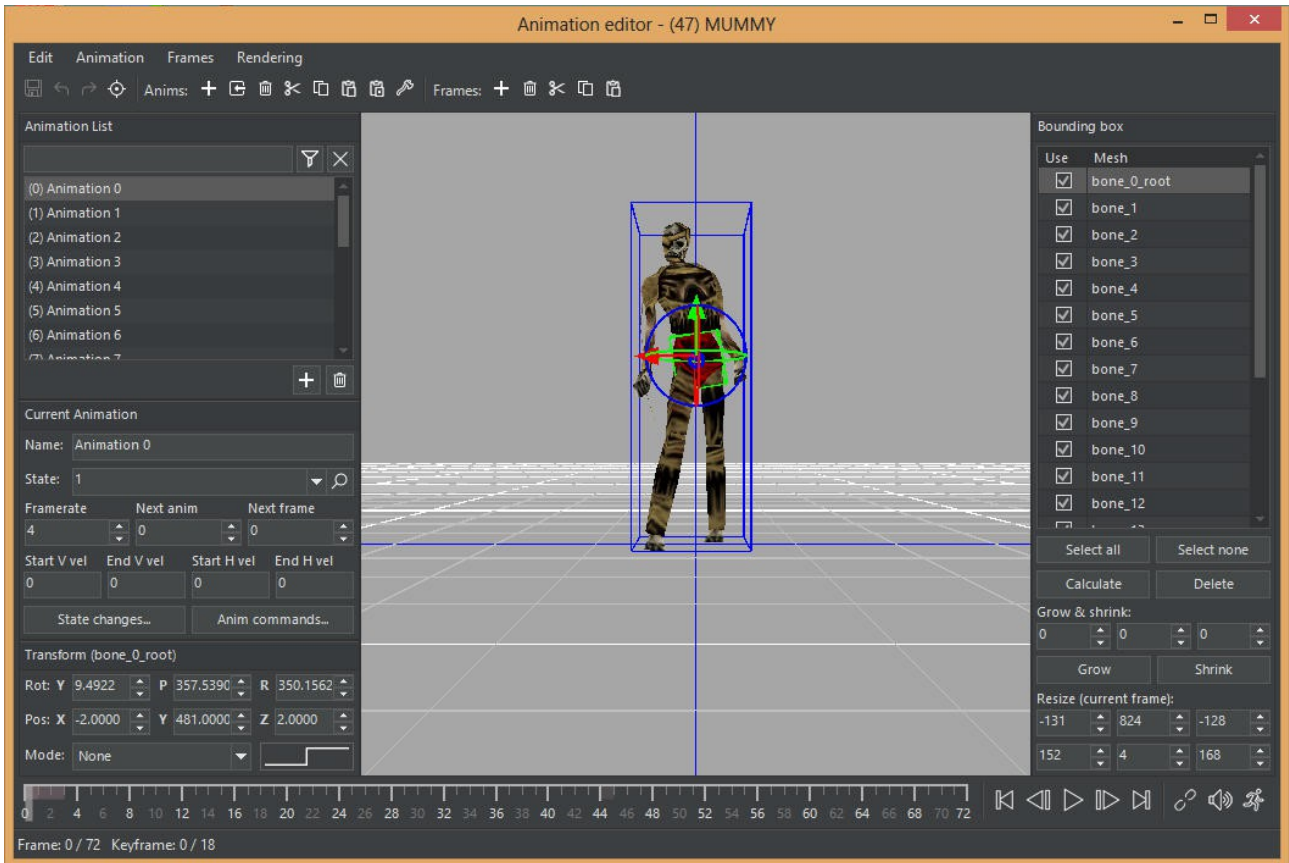 Animation editor - (47) MUMMY
Edit Animation Frames Rendering
Anims: Frames:
Animation List
(0) Animation 0
(1) Animation 1
(2) Animation 2
(3) Animation 3
(4) Animation 4
(5) Animation 5
(6) Animation 6
(7) Animation 7
Current Animation
Name: Animation 0
State: 1
Framerate Next anim Next frame
4 0 0
Start V vel End V vel Start H vel End H vel
0 0 0 0
State changes... Anim commands...
Transform (bone_0_root)
Rot: Y 9.4922 P 357.5390 R 350.1562
Pos: X -2.0000 Y 481.0000 Z 2.0000
Mode: None
Bounding box
Use Mesh
bone_0_root
bone_1
bone_2
bone_3
bone_4
bone_5
bone_6
bone_7
bone_8
bone_9
bone_10
bone_11
bone_12
Select all Select none
Calculate Delete
Grow & shrink:
0 0 0
Grow Shrink
Resize (current frame):
-131 824 -128
152 4 168
0 2 4 6 8 10 12 14 16 18 20 22 24 26 28 30 32 34 36 38 40 42 44 46 48 50 52 54 56 58 60 62 64 66 68 70 72
Frame: 0 / 72 Keyframe: 0 / 18